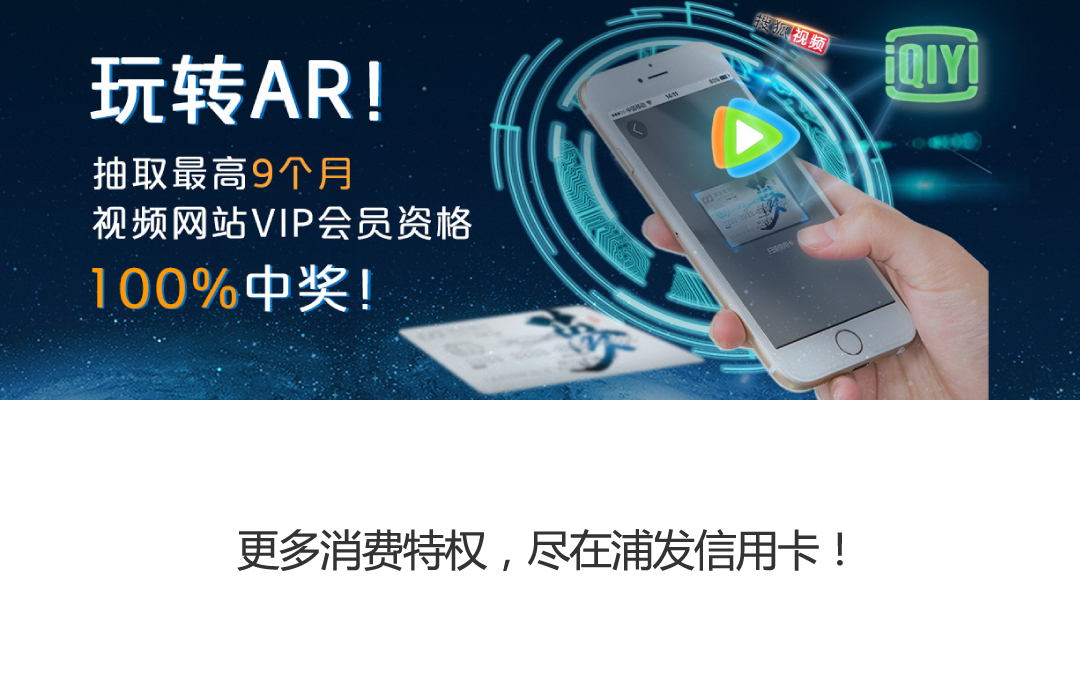 玩转AR!
抽取最高9个月
视频网站VIP会员资格
100%中奖!
搜狐视频
iQIYI
14:11
更多消费特权，尽在浦发信用卡！